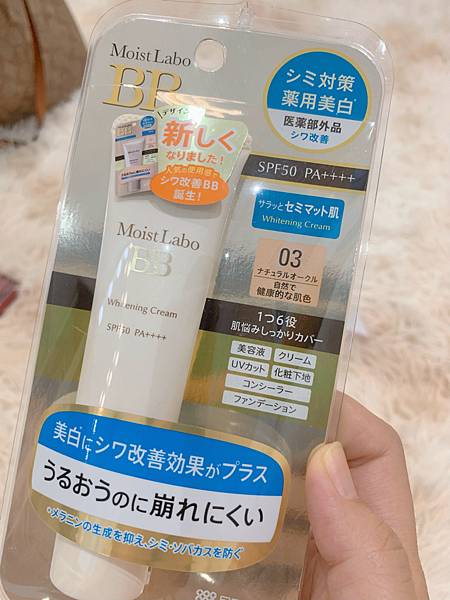 Moist Labo
BB
シミ対策
薬用美白
医薬部外品
シワ改善
新しく
なりました!
人気の使用感で
シワ改善BB
誕生!
SPF50 PA++++
サラッとセミマット肌
Whitening Cream
03
ナチュラルオークル
自然で
健康的な肌色
Moist Labo
BB
Whitening Cream
SPF50 PA++++
1つ6役
肌悩みしっかりカバー
美容液
クリーム
UVカット
化粧下地
コンシーラー
ファンデーション
美白にシワ改善効果がプラス
うるおうのに崩れにくい
・メラニンの生成を抑え、シミ・ソバカスを防ぐ